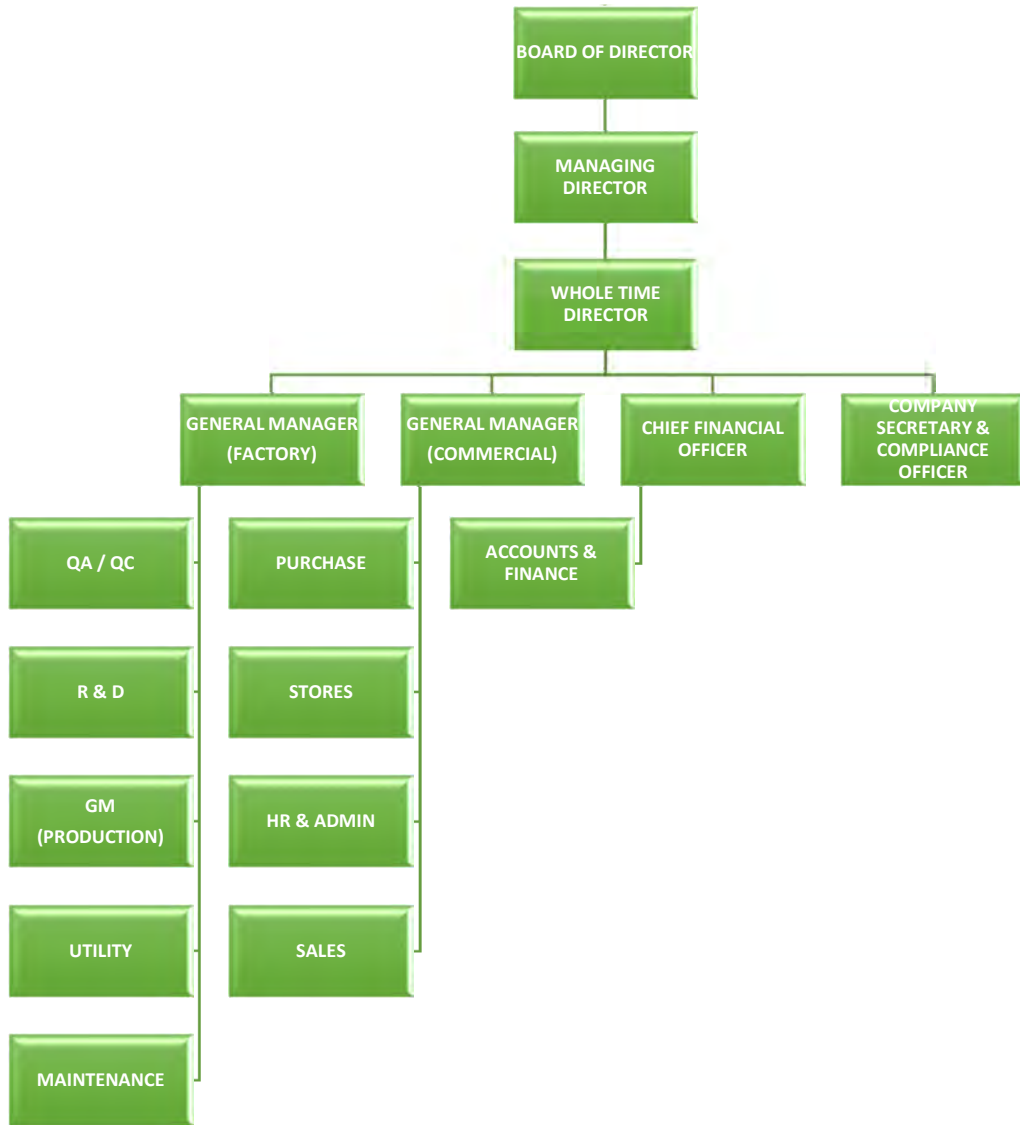 BOARD OF DIRECTOR
MANAGING
DIRECTOR
WHOLE TIME
DIRECTOR
GENERAL MANAGER
(FACTORY)
GENERAL MANAGER
(COMMERCIAL)
CHIEF FINANCIAL
OFFICER
COMPANY
SECRETARY &
COMPLIANCE
OFFICER
QA / QC
PURCHASE
ACCOUNTS &
FINANCE
R & D
STORES
GM
(PRODUCTION)
HR & ADMIN
UTILITY
SALES
MAINTENANCE